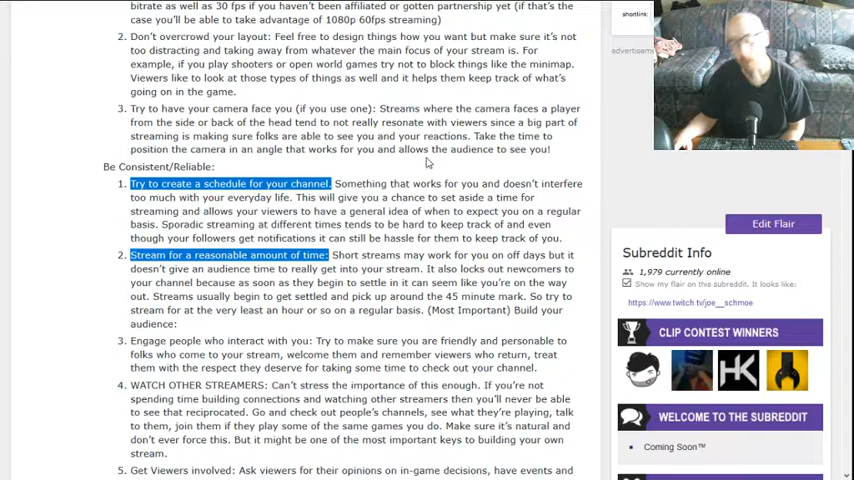 bitrate as well as 30 fps if you haven't been affiliated or gotten partnership yet (if that's the
case you'll be able to take advantage of 1080p 60fps streaming)
2. Don't overcrowd your layout: Feel free to design things how you want but make sure it's not
too distracting and taking away from whatever the main focus of your stream is. For
example, if you play shooters or open world games try not to block things like the minimap.
Viewers like to look at those types of things as well and it helps them keep track of what's
going on in the game.
3. Try to have your camera face you (if you use one): Streams where the camera faces a player
from the side or back of the head tend to not really resonate with viewers since a big part of
streaming is making sure folks are able to see you and your reactions. Take the time to
position the camera in an angle that works for you and allows the audience to see you!
Be Consistent/Reliable:
1. Try to create a schedule for your channel. Something that works for you and doesn't interfere
too much with your everyday life. This will give you a chance to set aside a time for
streaming and allows your viewers to have a general idea of when to expect you on a regular
basis. Sporadic streaming at different times tends to be hard to keep track of and even
though your followers get notifications it can still be hassle for them to keep track of you.
2. Stream for a reasonable amount of time: Short streams may work for you on off days but it
doesn't give an audience time to really get into your stream. It also locks out newcomers to
your channel because as soon as they begin to settle in it can seem like you're on the way
out. Streams usually begin to get settled and pick up around the 45 minute mark. So try to
stream for at the very least an hour or so on a regular basis. (Most Important) Build your
audience:
3. Engage people who interact with you: Try to make sure you are friendly and personable to
folks who come to your stream, welcome them and remember viewers who return, treat
them with the respect they deserve for taking some time to check out your channel.
4. WATCH OTHER STREAMERS: Can't stress the importance of this enough. If you're not
spending time building connections and watching other streamers then you'll never be able
to see that reciprocated. Go and check out people's channels, see what they're playing, talk
to them, join them if they play some of the same games you do. Make sure it's natural and
don't ever force this. But it might be one of the most important keys to building your own
stream.
5. Get Viewers involved: Ask viewers for their opinions on in-game decisions, have events and
shortlink:
advertisement
Edit Flair
Subreddit Info
1,979 currently online
Show my flair on this subreddit. It looks like:
https://www.twitch.tv/joe__schmoe
CLIP CONTEST WINNERS
HK
WELCOME TO THE SUBREDDIT
Coming Soon™